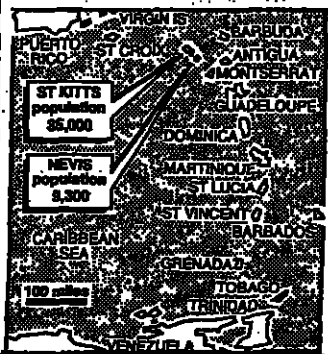 VIRGIN IS
BARBUDA
PUERTO
RICO
ST CROIX
ANTIGUA
MONTSERRAT
ST KITTS
population
35,000
GUADELOUPE
DOMINICA
NEVIS
population
9,300
MARTINIQUE
ST LUCIA
ST VINCENT
BARBADOS
CARIBBEAN
SEA
GRENADA
100 miles
TOBAGO
TRINIDAD
VENEZUELA